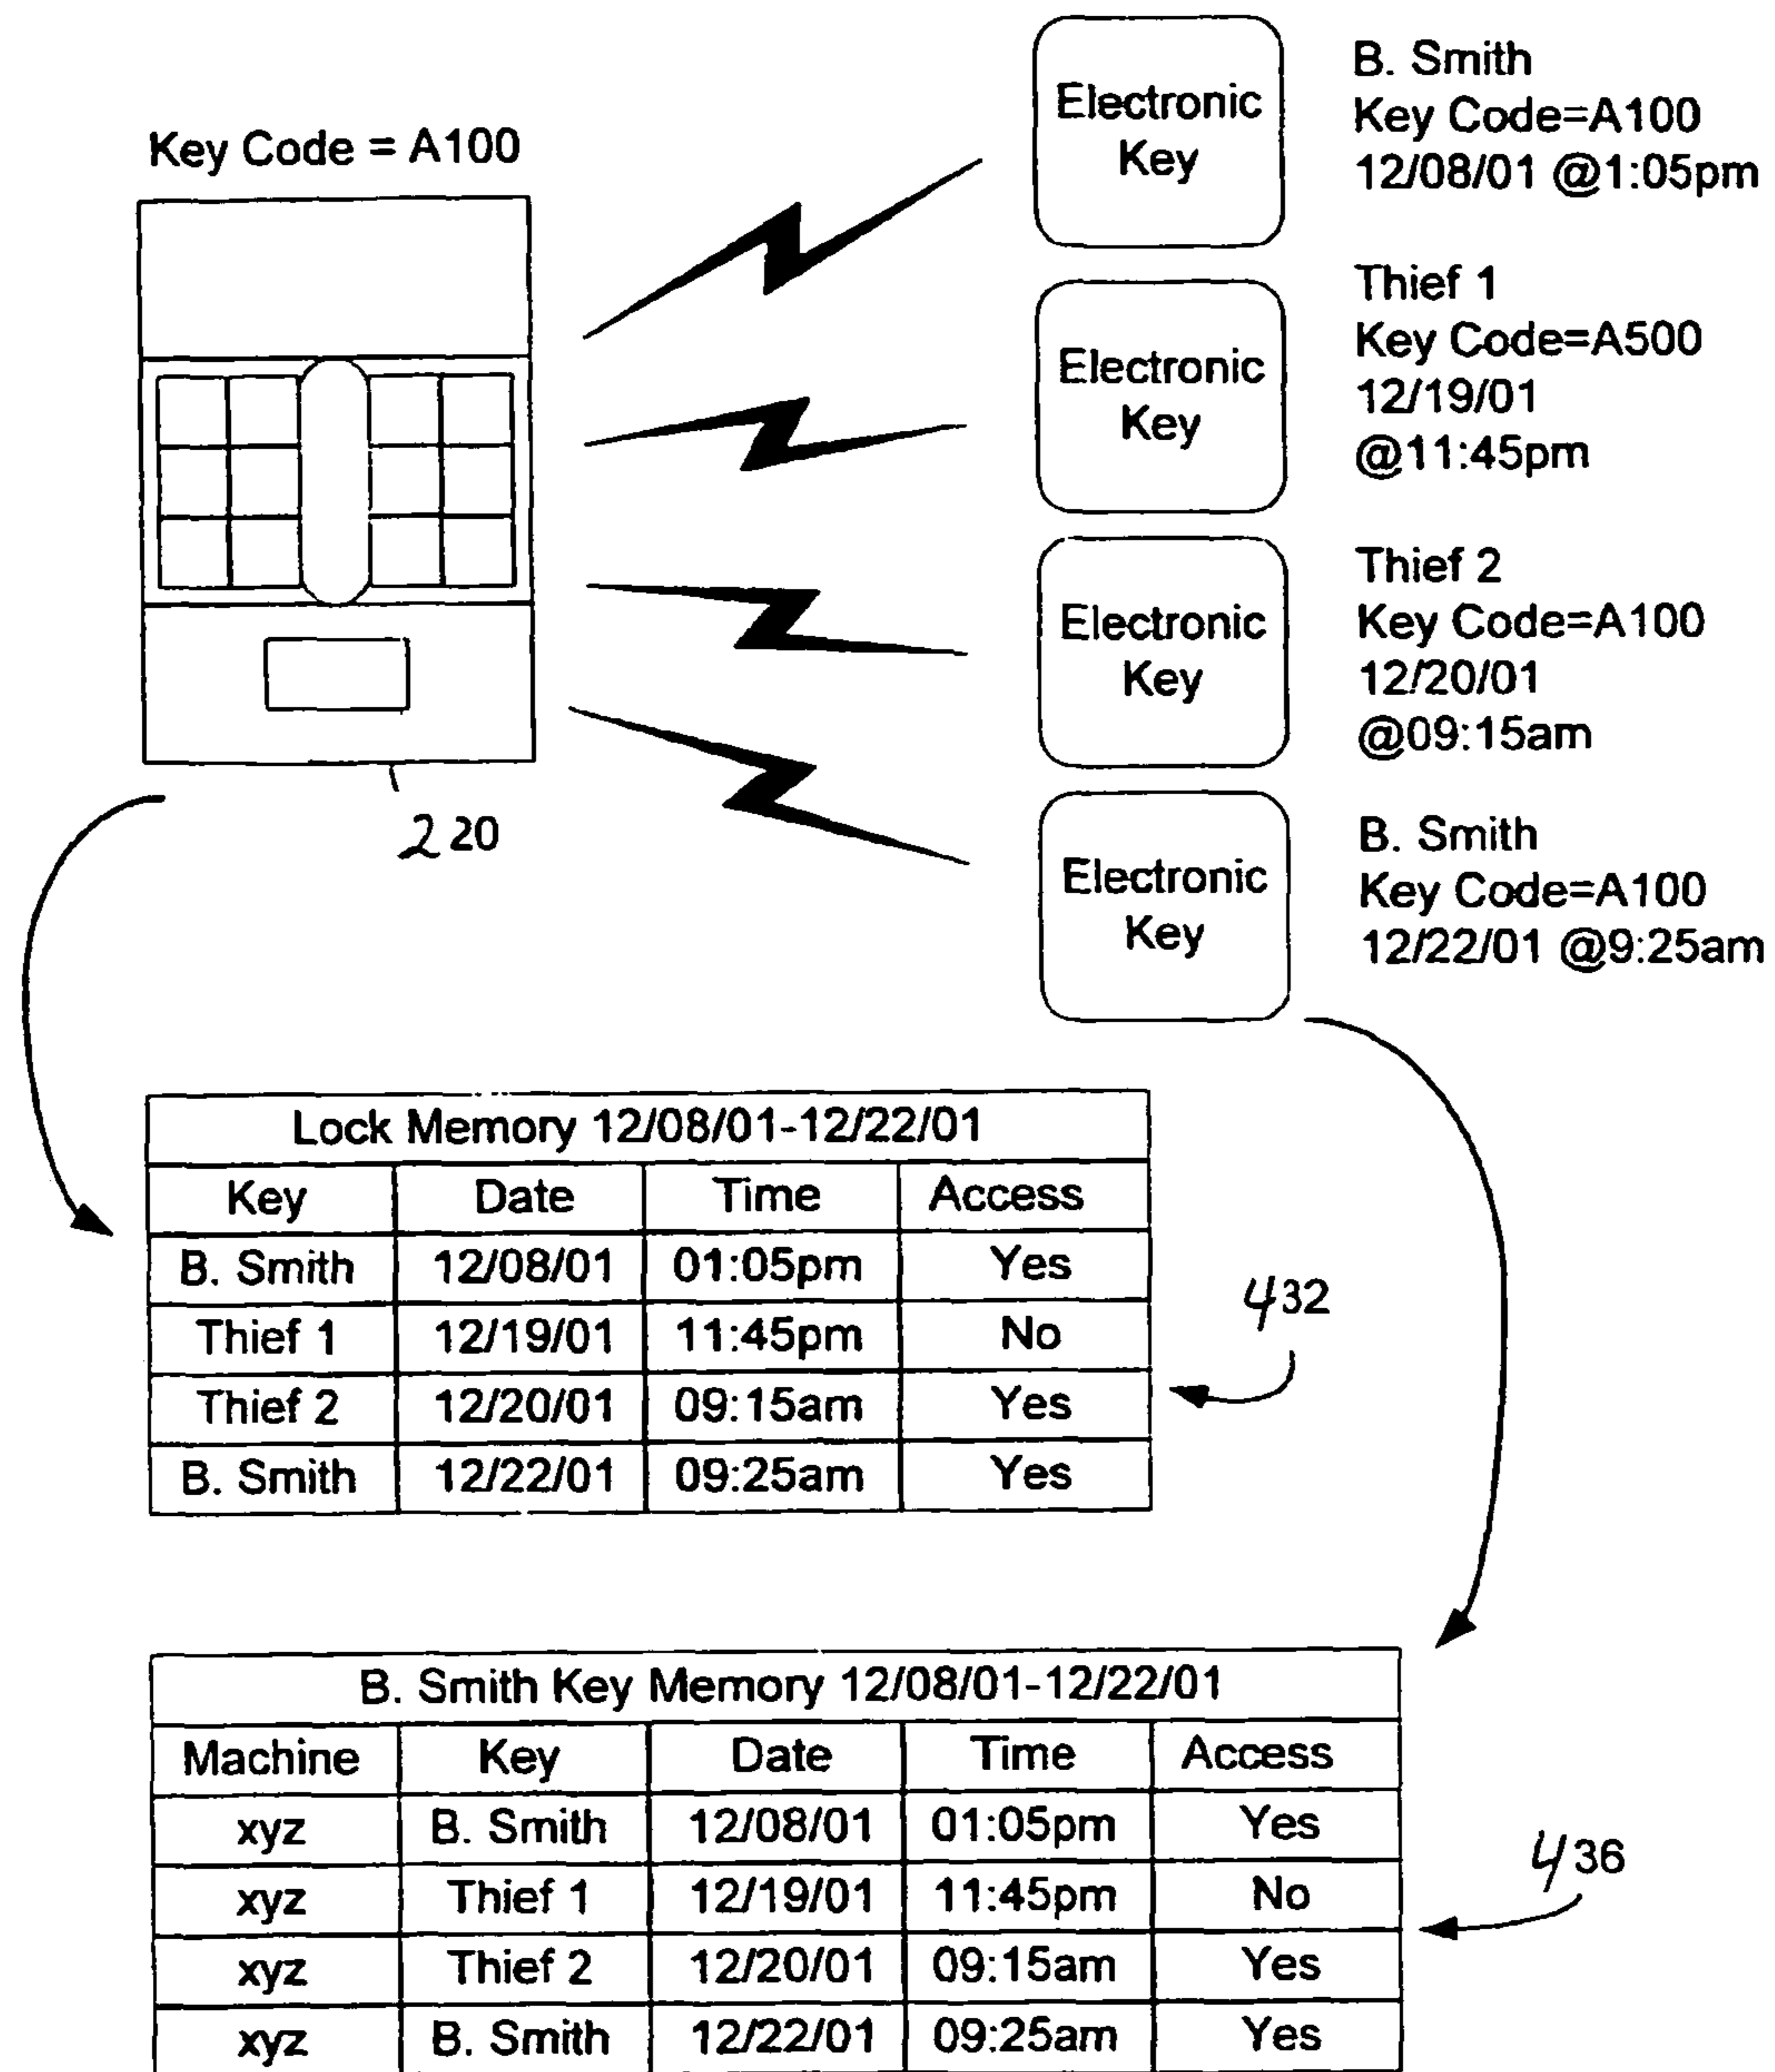 Key Code = A100
220
Electronic
Key
B. Smith
Key Code=A100
12/08/01 @1:05pm
Electronic
Key
Thief 1
Key Code=A500
12/19/01
@11:45pm
Electronic
Key
Thief 2
Key Code=A100
12/20/01
@09:15am
Electronic
Key
B. Smith
Key Code=A100
12/22/01 @9:25am
Lock Memory 12/08/01-12/22/01
Key Date Time Access
B. Smith 12/08/01 01:05pm Yes
Thief 1 12/19/01 11:45pm No
Thief 2 12/20/01 09:15am Yes
B. Smith 12/22/01 09:25am Yes
432
B. Smith Key Memory 12/08/01-12/22/01
Machine Key Date Time Access
xyz B. Smith 12/08/01 01:05pm Yes
xyz Thief 1 12/19/01 11:45pm No
xyz Thief 2 12/20/01 09:15am Yes
xyz B. Smith 12/22/01 09:25am Yes
436